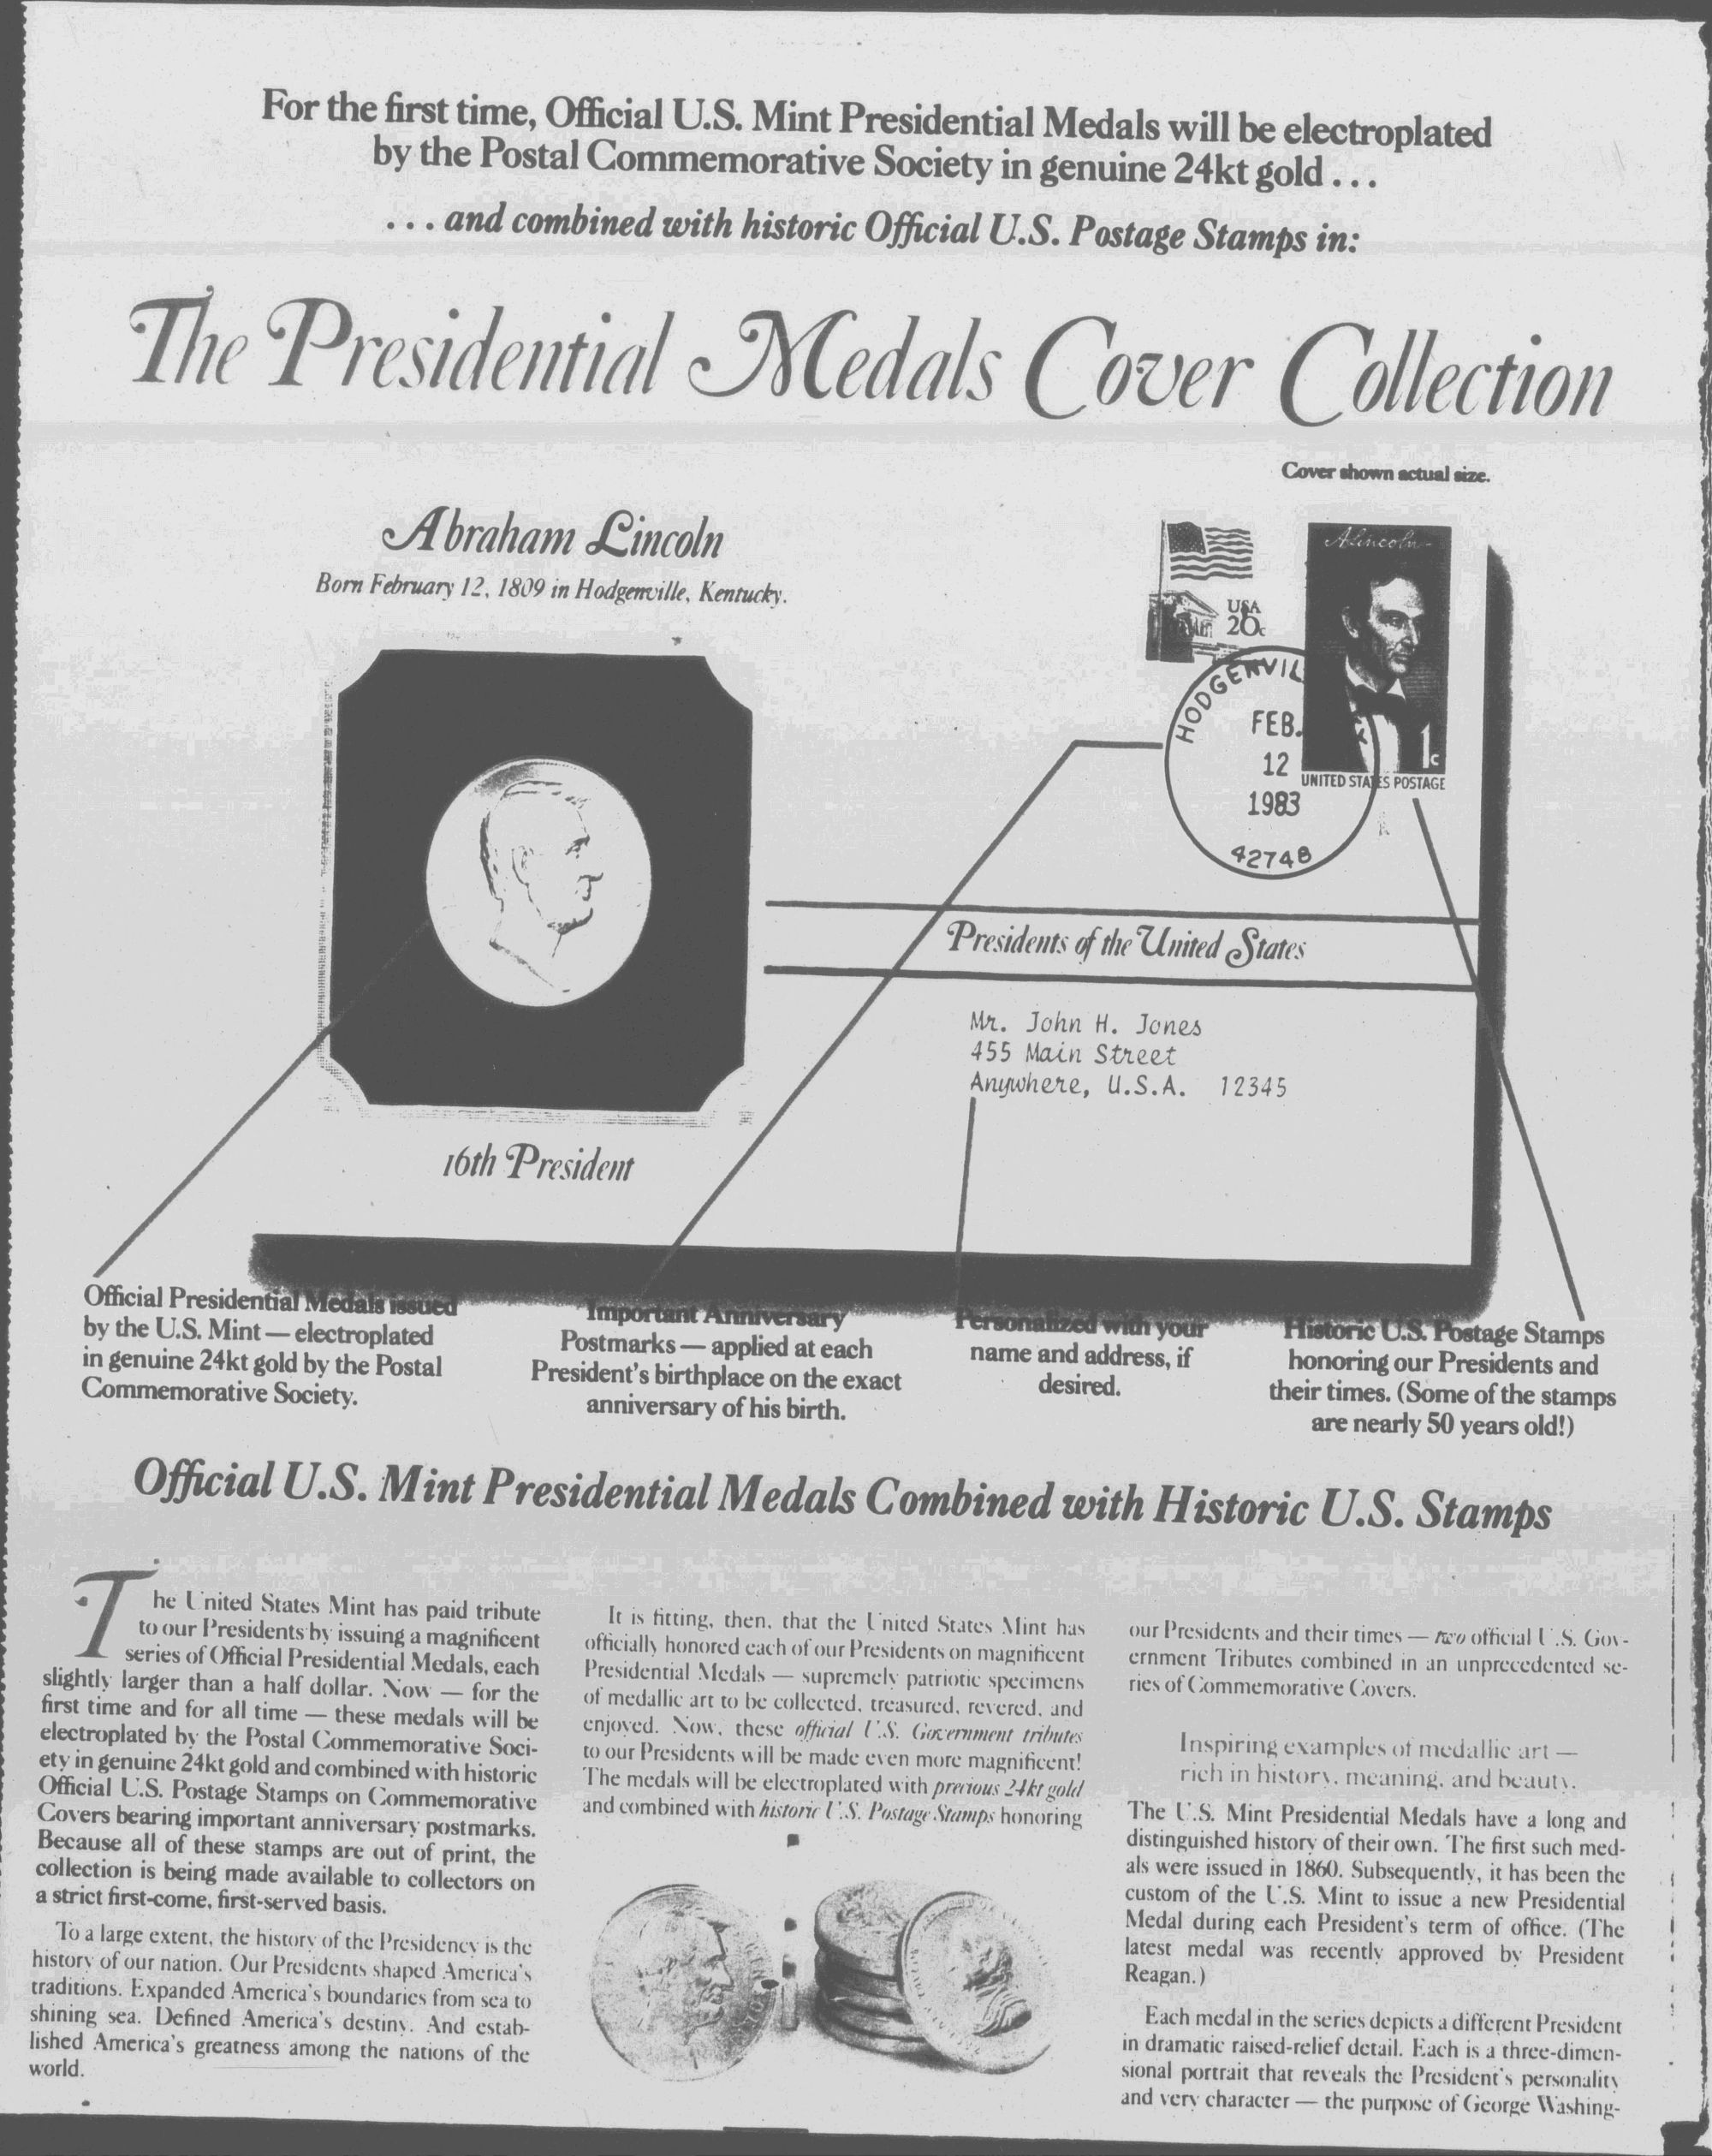 For the first time, Official U.S. Mint Presidential Medals will be electroplated
by the Postal Commemorative Society in genuine 24kt gold . . .
. . . and combined with historic Official U.S. Postage Stamps in:
The Presidential Medals Cover Collection
Cover shown actual size.
Abraham Lincoln
Born February 12, 1809 in Hodgenville, Kentucky.
USA
20c
A Lincoln
1c
UNITED STATES POSTAGE
HODGENVIL
FEB.
12
1983
42748
Presidents of the United States
Mr. John H. Jones
455 Main Street
Anywhere, U.S.A. 12345
16th President
Official Presidential Medals issued
by the U.S. Mint — electroplated
in genuine 24kt gold by the Postal
Commemorative Society.
Important Anniversary
Postmarks — applied at each
President's birthplace on the exact
anniversary of his birth.
Personalized with your
name and address, if
desired.
Historic U.S. Postage Stamps
honoring our Presidents and
their times. (Some of the stamps
are nearly 50 years old!)
Official U.S. Mint Presidential Medals Combined with Historic U.S. Stamps
The United States Mint has paid tribute
to our Presidents by issuing a magnificent
series of Official Presidential Medals, each
slightly larger than a half dollar. Now — for the
first time and for all time — these medals will be
electroplated by the Postal Commemorative Soci-
ety in genuine 24kt gold and combined with historic
Official U.S. Postage Stamps on Commemorative
Covers bearing important anniversary postmarks.
Because all of these stamps are out of print, the
collection is being made available to collectors on
a strict first-come, first-served basis.
To a large extent, the history of the Presidency is the
history of our nation. Our Presidents shaped America's
traditions. Expanded America's boundaries from sea to
shining sea. Defined America's destiny. And estab-
lished America's greatness among the nations of the
world.
It is fitting, then, that the United States Mint has
officially honored each of our Presidents on magnificent
Presidential Medals — supremely patriotic specimens
of medallic art to be collected, treasured, revered, and
enjoyed. Now, these official U.S. Government tributes
to our Presidents will be made even more magnificent!
The medals will be electroplated with precious 24kt gold
and combined with historic U.S. Postage Stamps honoring
our Presidents and their times — two official U.S. Gov-
ernment Tributes combined in an unprecedented se-
ries of Commemorative Covers.
Inspiring examples of medallic art —
rich in history, meaning, and beauty.
The U.S. Mint Presidential Medals have a long and
distinguished history of their own. The first such med-
als were issued in 1860. Subsequently, it has been the
custom of the U.S. Mint to issue a new Presidential
Medal during each President's term of office. (The
latest medal was recently approved by President
Reagan.)
Each medal in the series depicts a different President
in dramatic raised-relief detail. Each is a three-dimen-
sional portrait that reveals the President's personality
and very character — the purpose of George Washing-